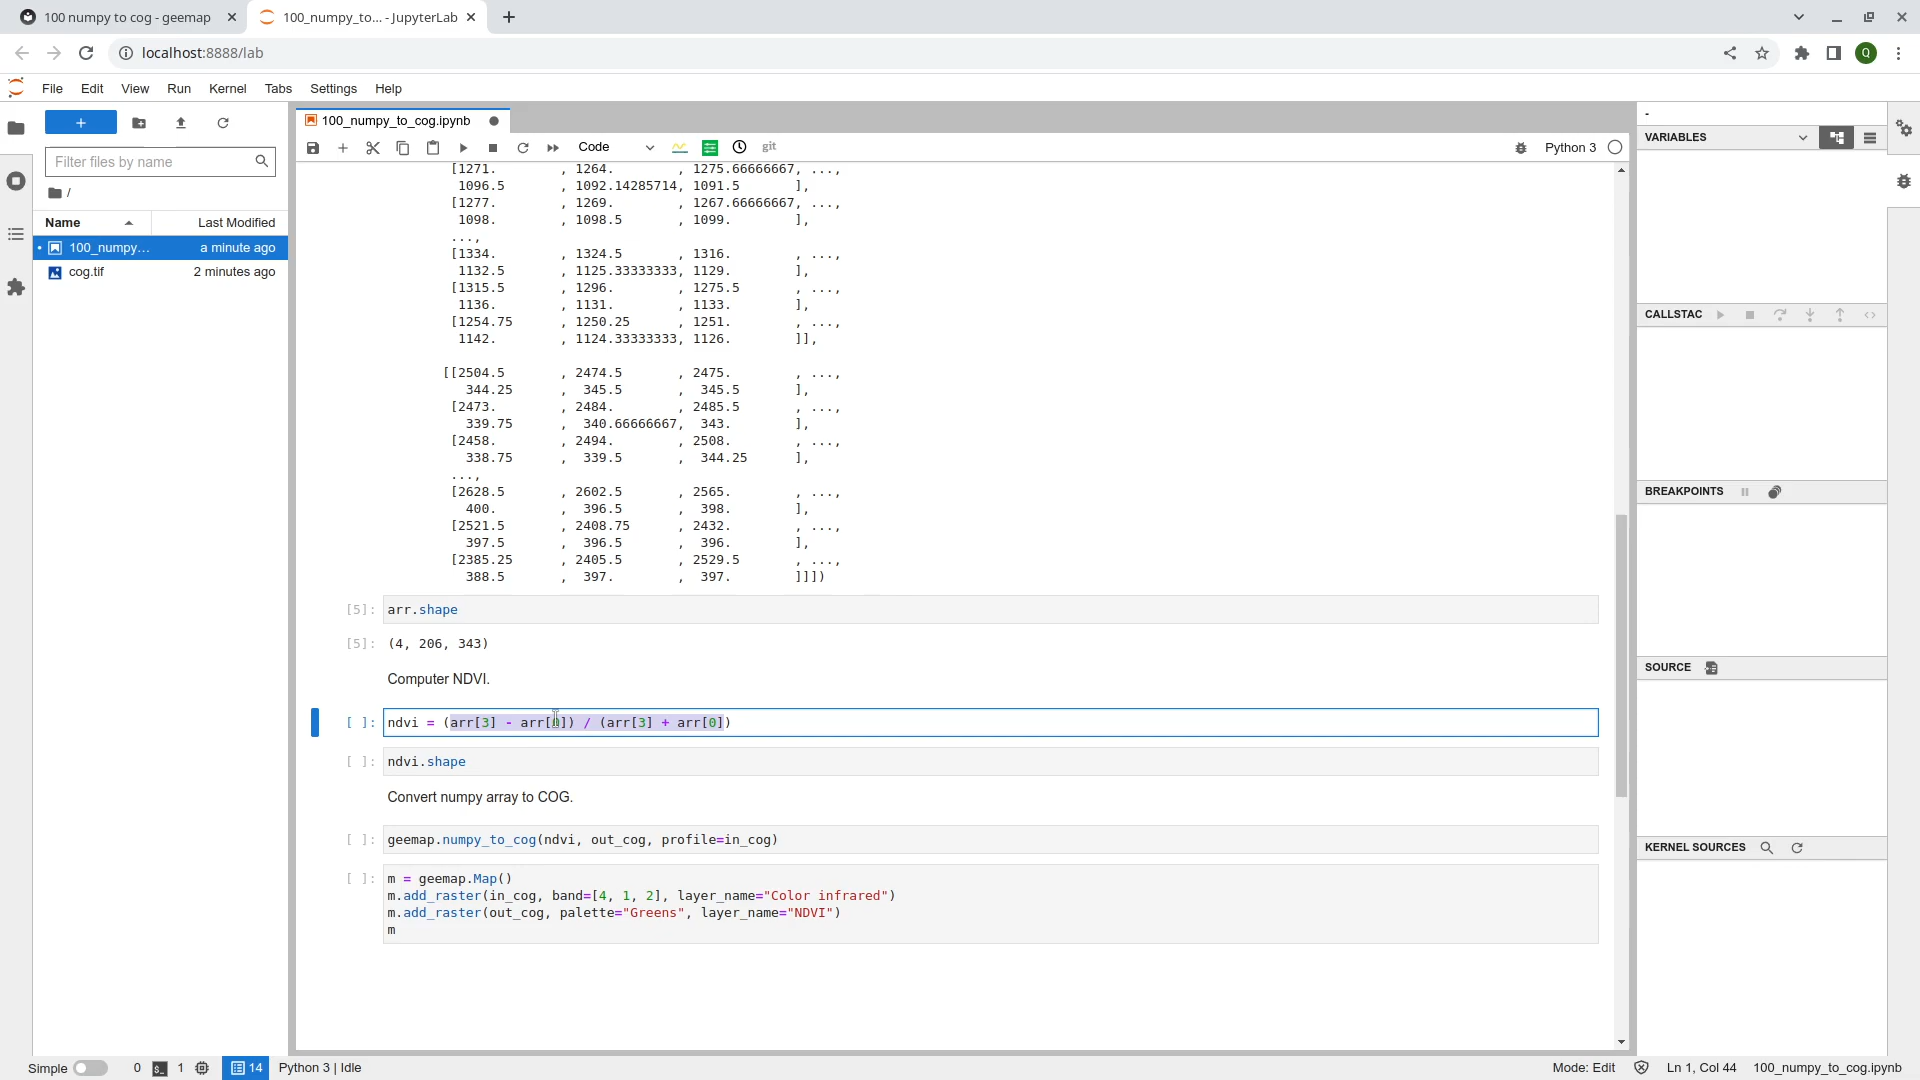 100 numpy to cog - geemap
100_numpy_to... - JupyterLab
localhost:8888/lab
Q
File Edit View Run Kernel Tabs Settings Help
Filter files by name
/
Name Last Modified
100_numpy... a minute ago
cog.tif 2 minutes ago
100_numpy_to_cog.ipynb
Code git Python 3
[1271. , 1264. , 1275.66666667, ...,
1096.5 , 1092.14285714, 1091.5 ],
[1277. , 1269. , 1267.66666667, ...,
1098. , 1098.5 , 1099. ],
...,
[1334. , 1324.5 , 1316. , ...,
1132.5 , 1125.33333333, 1129. ],
[1315.5 , 1296. , 1275.5 , ...,
1136. , 1131. , 1133. ],
[1254.75 , 1250.25 , 1251. , ...,
1142. , 1124.33333333, 1126. ]],
[[2504.5 , 2474.5 , 2475. , ...,
344.25 , 345.5 , 345.5 ],
[2473. , 2484. , 2485.5 , ...,
339.75 , 340.66666667, 343. ],
[2458. , 2494. , 2508. , ...,
338.75 , 339.5 , 344.25 ],
...,
[2628.5 , 2602.5 , 2565. , ...,
400. , 396.5 , 398. ],
[2521.5 , 2408.75 , 2432. , ...,
397.5 , 396.5 , 396. ],
[2385.25 , 2405.5 , 2529.5 , ...,
388.5 , 397. , 397. ]]])
[5]: arr.shape
[5]: (4, 206, 343)
Computer NDVI.
[ ]: ndvi = (arr[3] - arr[0]) / (arr[3] + arr[0])
[ ]: ndvi.shape
Convert numpy array to COG.
[ ]: geemap.numpy_to_cog(ndvi, out_cog, profile=in_cog)
[ ]: m = geemap.Map()
m.add_raster(in_cog, band=[4, 1, 2], layer_name="Color infrared")
m.add_raster(out_cog, palette="Greens", layer_name="NDVI")
m
-
VARIABLES
CALLSTAC
BREAKPOINTS
SOURCE
KERNEL SOURCES
Simple 0 1 14 Python 3 | Idle Mode: Edit Ln 1, Col 44 100_numpy_to_cog.ipynb